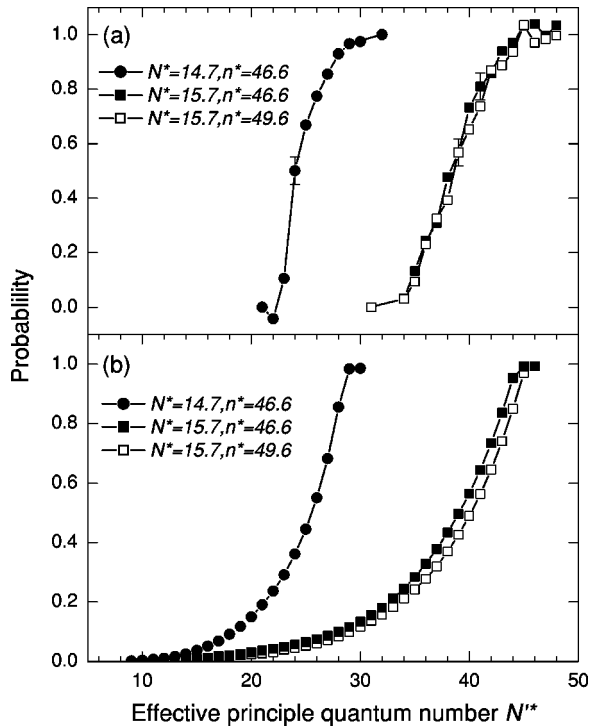 (a)
N*=14.7,n*=46.6
N*=15.7,n*=46.6
N*=15.7,n*=49.6
1.0
0.8
0.6
0.4
0.2
0.0
Probablility
(b)
N*=14.7,n*=46.6
N*=15.7,n*=46.6
N*=15.7,n*=49.6
1.0
0.8
0.6
0.4
0.2
0.0
10 20 30 40 50
Effective principle quantum number N'*